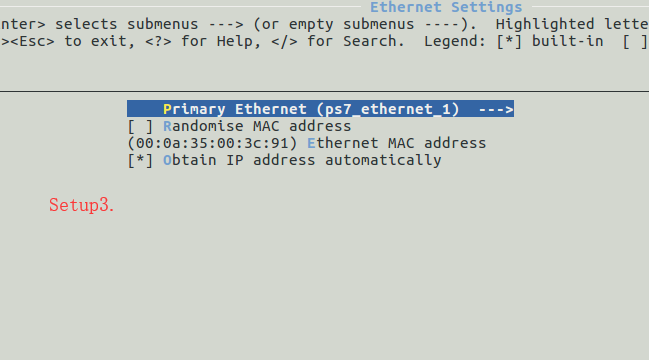 Ethernet Settings
nter> selects submenus ---> (or empty submenus ----).  Highlighted lette
><Esc> to exit, <?> for Help, </> for Search.  Legend: [*] built-in  [ ]
Primary Ethernet (ps7_ethernet_1)  --->
[ ] Randomise MAC address
(00:0a:35:00:3c:91) Ethernet MAC address
[*] Obtain IP address automatically
Setup3.